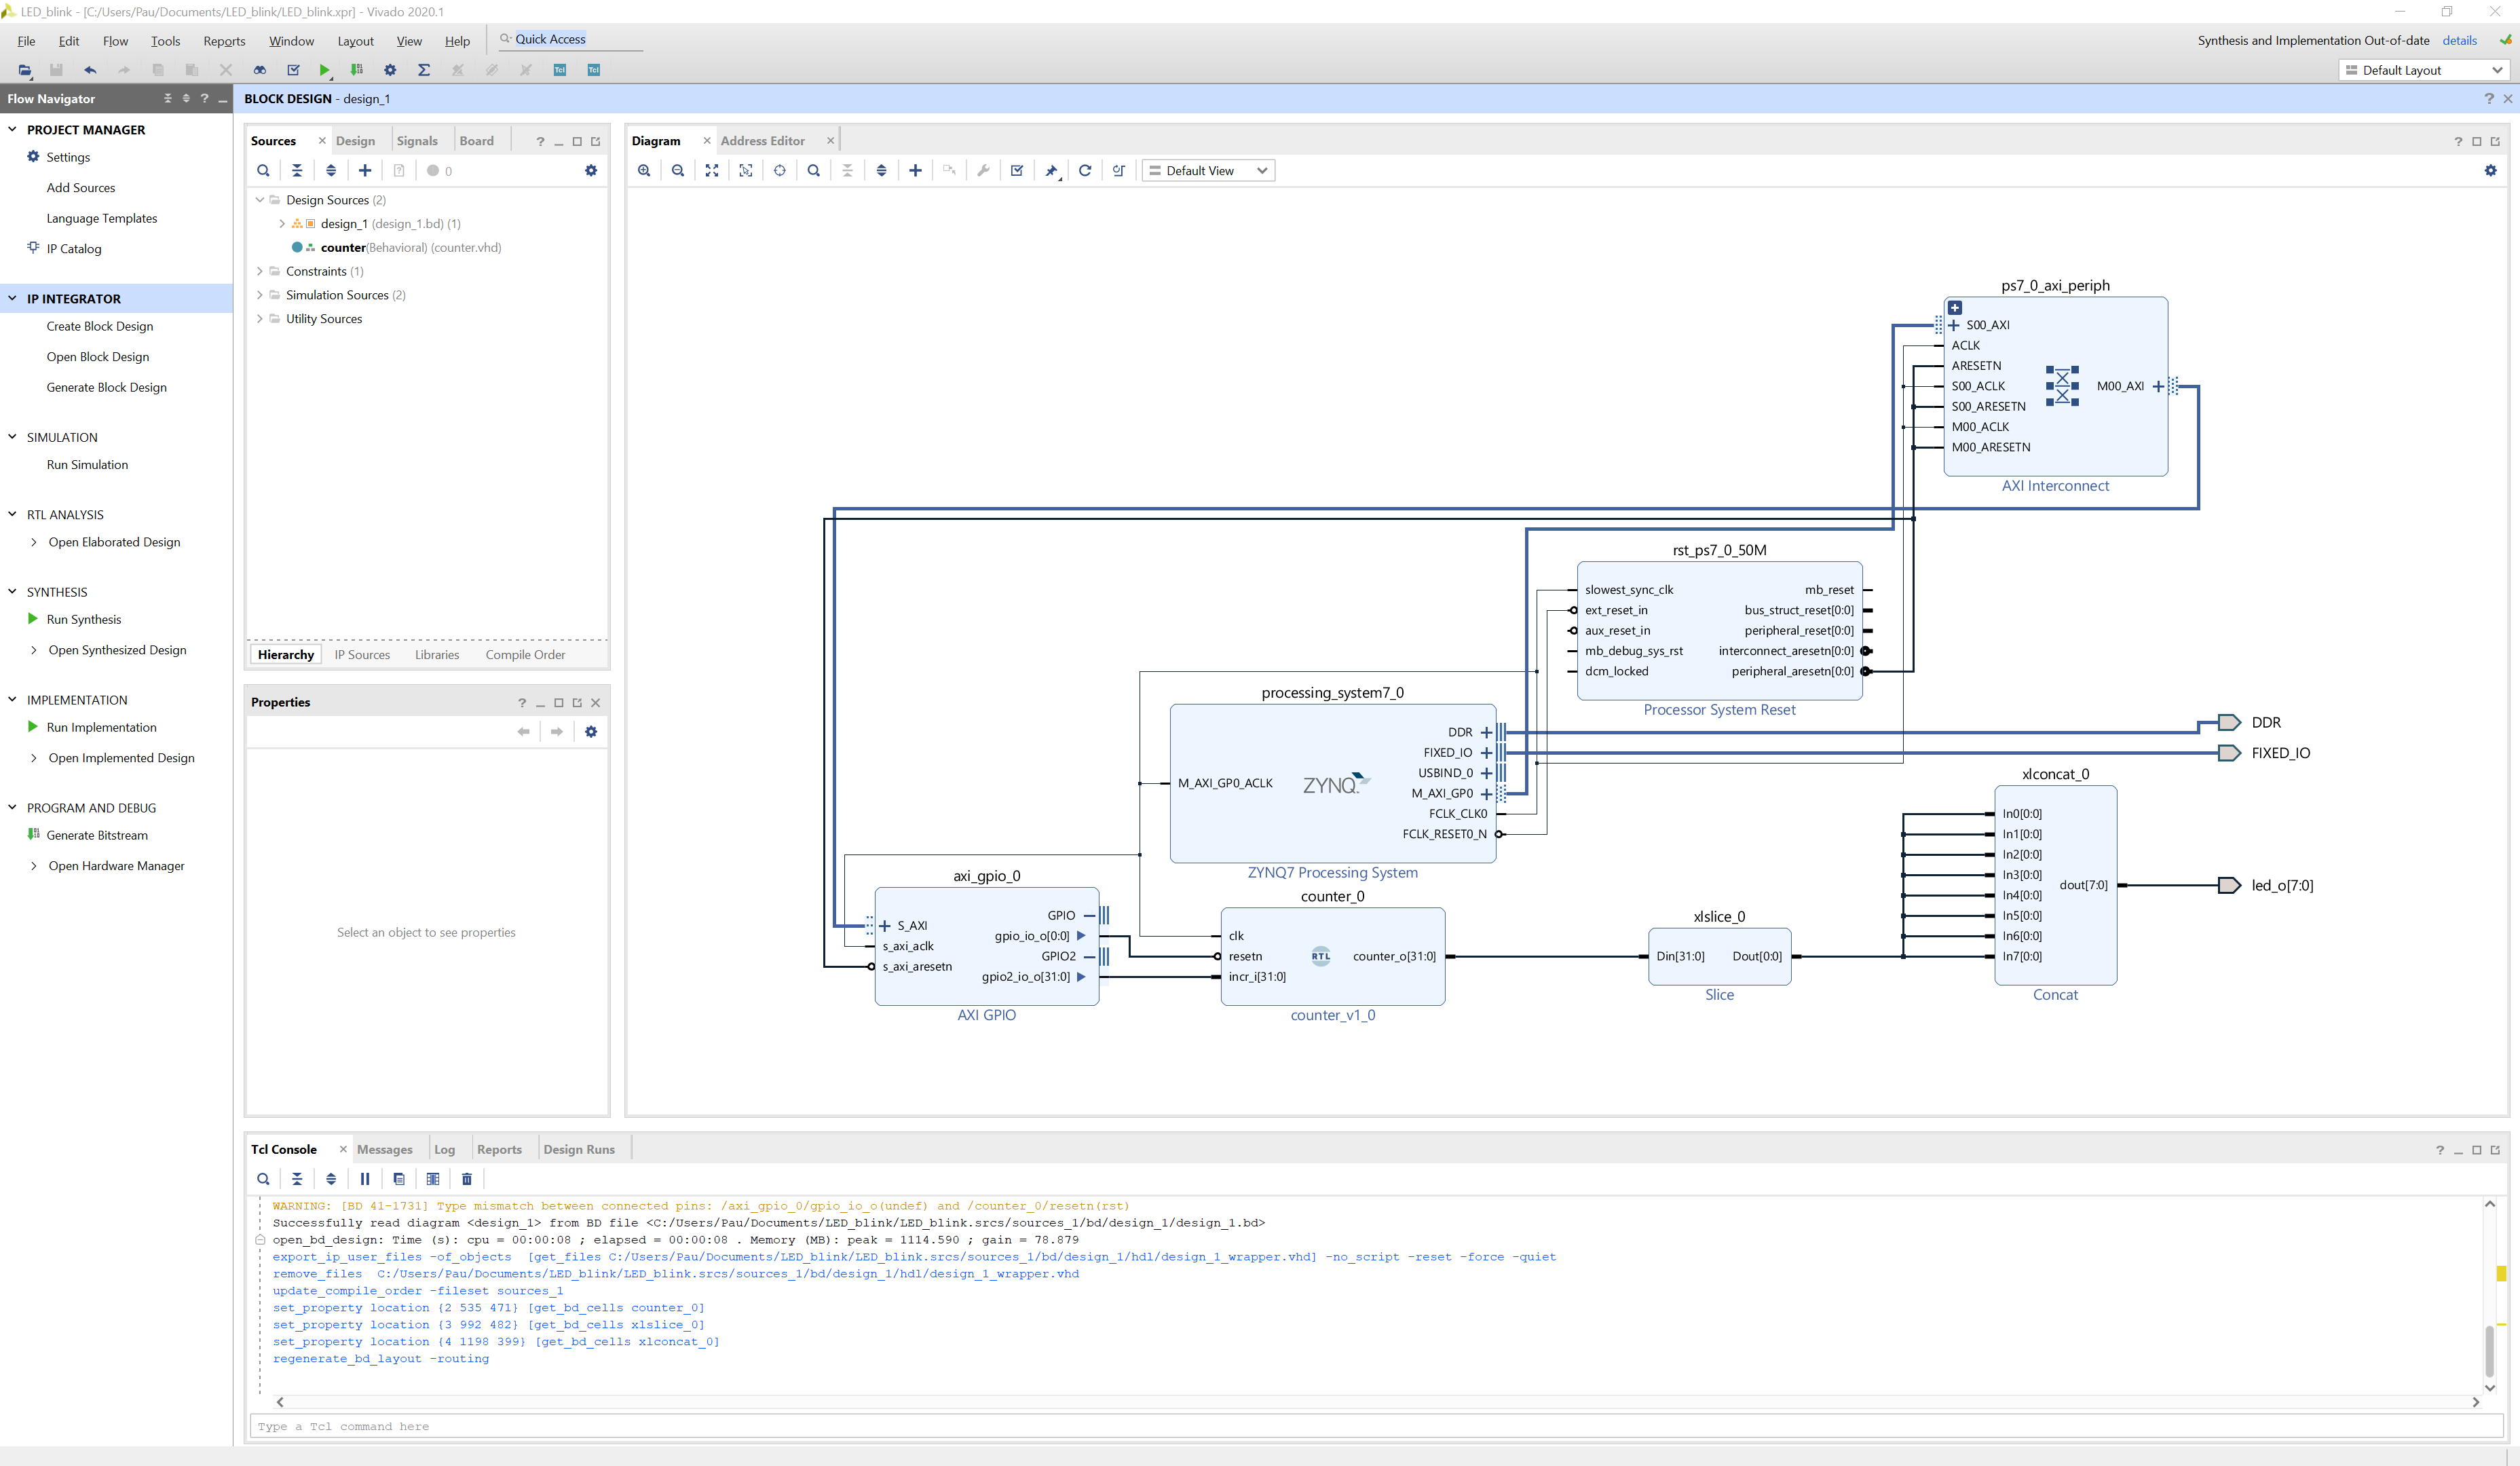 LED_blink - [C:/Users/Pau/Documents/LED_blink/LED_blink.xpr] - Vivado 2020.1
File Edit Flow Tools Reports Window Layout View Help Quick Access
Synthesis and Implementation Out-of-date details
Default Layout
Flow Navigator
PROJECT MANAGER
Settings
Add Sources
Language Templates
IP Catalog
IP INTEGRATOR
Create Block Design
Open Block Design
Generate Block Design
SIMULATION
Run Simulation
RTL ANALYSIS
Open Elaborated Design
SYNTHESIS
Run Synthesis
Open Synthesized Design
IMPLEMENTATION
Run Implementation
Open Implemented Design
PROGRAM AND DEBUG
Generate Bitstream
Open Hardware Manager
BLOCK DESIGN - design_1
Sources Design Signals Board
0
Design Sources (2)
design_1 (design_1.bd) (1)
counter(Behavioral) (counter.vhd)
Constraints (1)
Simulation Sources (2)
Utility Sources
Hierarchy IP Sources Libraries Compile Order
Properties
Select an object to see properties
Diagram Address Editor
Default View
ps7_0_axi_periph
S00_AXI
ACLK
ARESETN
S00_ACLK
S00_ARESETN
M00_ACLK
M00_ARESETN
M00_AXI
AXI Interconnect
rst_ps7_0_50M
slowest_sync_clk
ext_reset_in
aux_reset_in
mb_debug_sys_rst
dcm_locked
mb_reset
bus_struct_reset[0:0]
peripheral_reset[0:0]
interconnect_aresetn[0:0]
peripheral_aresetn[0:0]
Processor System Reset
processing_system7_0
M_AXI_GP0_ACLK
ZYNQ
DDR
FIXED_IO
USBIND_0
M_AXI_GP0
FCLK_CLK0
FCLK_RESET0_N
ZYNQ7 Processing System
DDR
FIXED_IO
axi_gpio_0
S_AXI
s_axi_aclk
s_axi_aresetn
GPIO
gpio_io_o[0:0]
GPIO2
gpio2_io_o[31:0]
AXI GPIO
counter_0
clk
resetn
incr_i[31:0]
RTL
counter_o[31:0]
counter_v1_0
xlslice_0
Din[31:0] Dout[0:0]
Slice
xlconcat_0
In0[0:0]
In1[0:0]
In2[0:0]
In3[0:0]
In4[0:0]
In5[0:0]
In6[0:0]
In7[0:0]
dout[7:0]
Concat
led_o[7:0]
Tcl Console Messages Log Reports Design Runs
WARNING: [BD 41-1731] Type mismatch between connected pins: /axi_gpio_0/gpio_io_o(undef) and /counter_0/resetn(rst)
Successfully read diagram <design_1> from BD file <C:/Users/Pau/Documents/LED_blink/LED_blink.srcs/sources_1/bd/design_1/design_1.bd>
open_bd_design: Time (s): cpu = 00:00:08 ; elapsed = 00:00:08 . Memory (MB): peak = 1114.590 ; gain = 78.879
export_ip_user_files -of_objects  [get_files C:/Users/Pau/Documents/LED_blink/LED_blink.srcs/sources_1/bd/design_1/hdl/design_1_wrapper.vhd] -no_script -reset -force -quiet
remove_files  C:/Users/Pau/Documents/LED_blink/LED_blink.srcs/sources_1/bd/design_1/hdl/design_1_wrapper.vhd
update_compile_order -fileset sources_1
set_property location {2 535 471} [get_bd_cells counter_0]
set_property location {3 992 482} [get_bd_cells xlslice_0]
set_property location {4 1198 399} [get_bd_cells xlconcat_0]
regenerate_bd_layout -routing
Type a Tcl command here